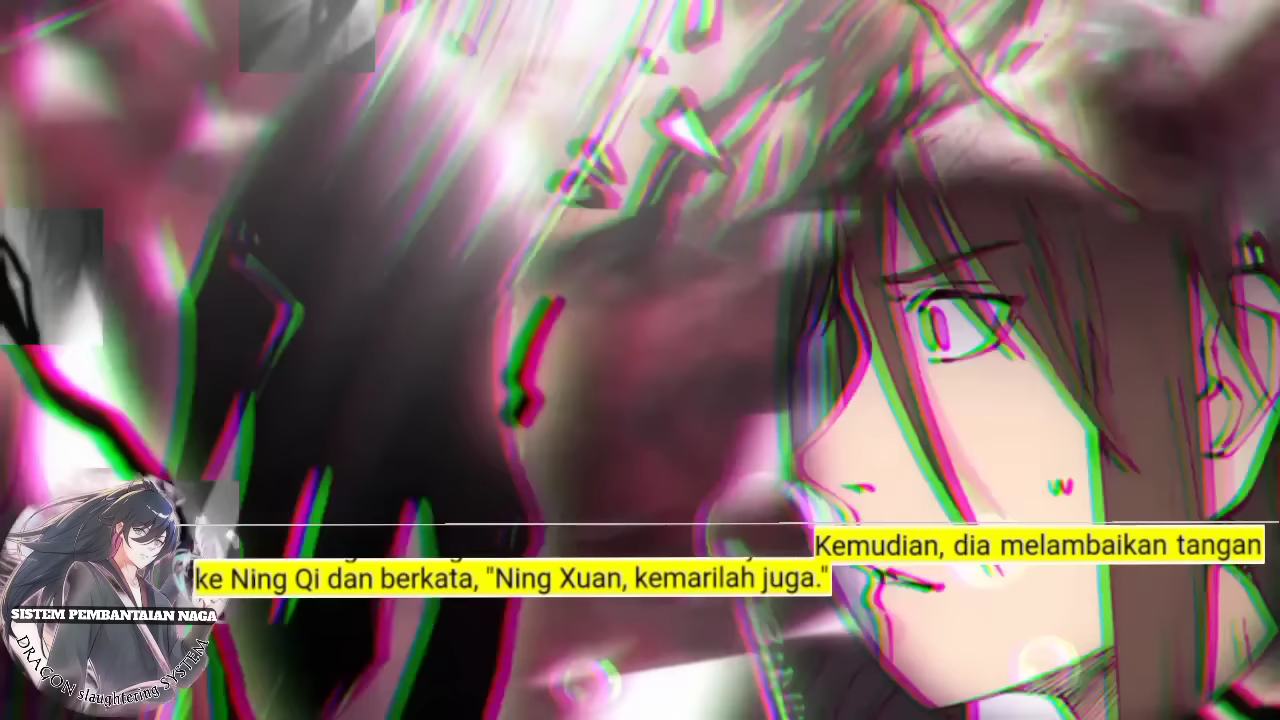 Kemudian, dia melambaikan tangan
ke Ning Qi dan berkata, "Ning Xuan, kemarilah juga."
SISTEM PEMBANTAIAN NAGA
DRAGON slaughtering SYSTEM